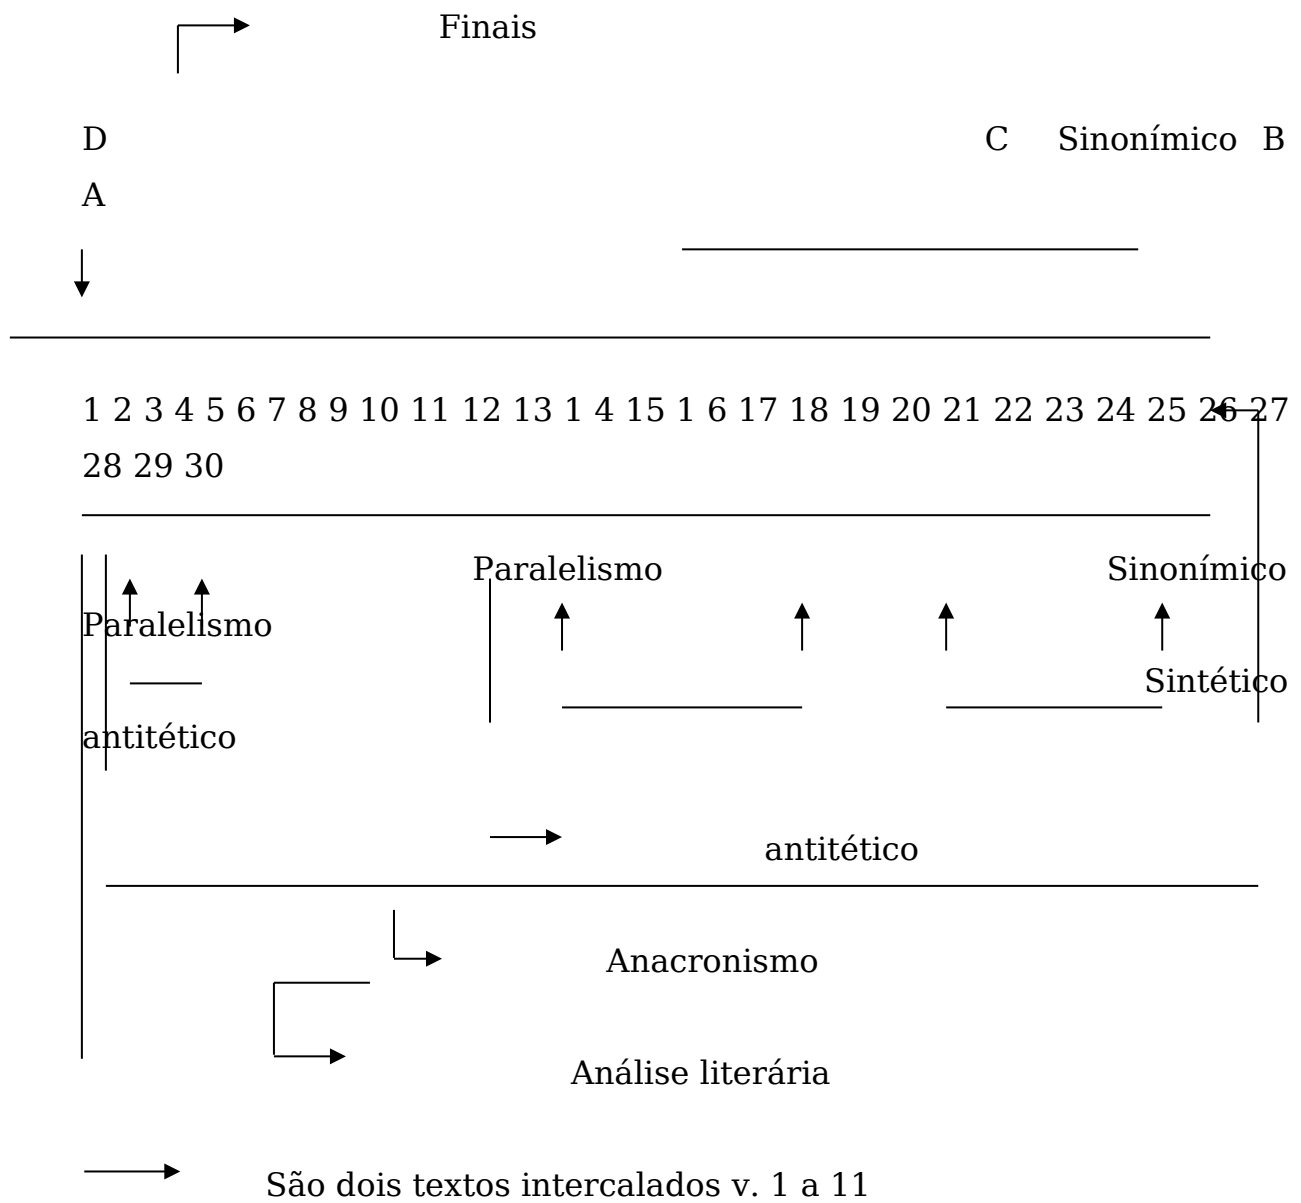 Finais
D C Sinonímico B
A
1 2 3 4 5 6 7 8 9 10 11 12 13 1 4 15 1 6 17 18 19 20 21 22 23 24 25 26 27
28 29 30
Paralelismo Sinonímico
Paralelismo
Sintético
antitético
antitético
Anacronismo
Análise literária
São dois textos intercalados v. 1 a 11